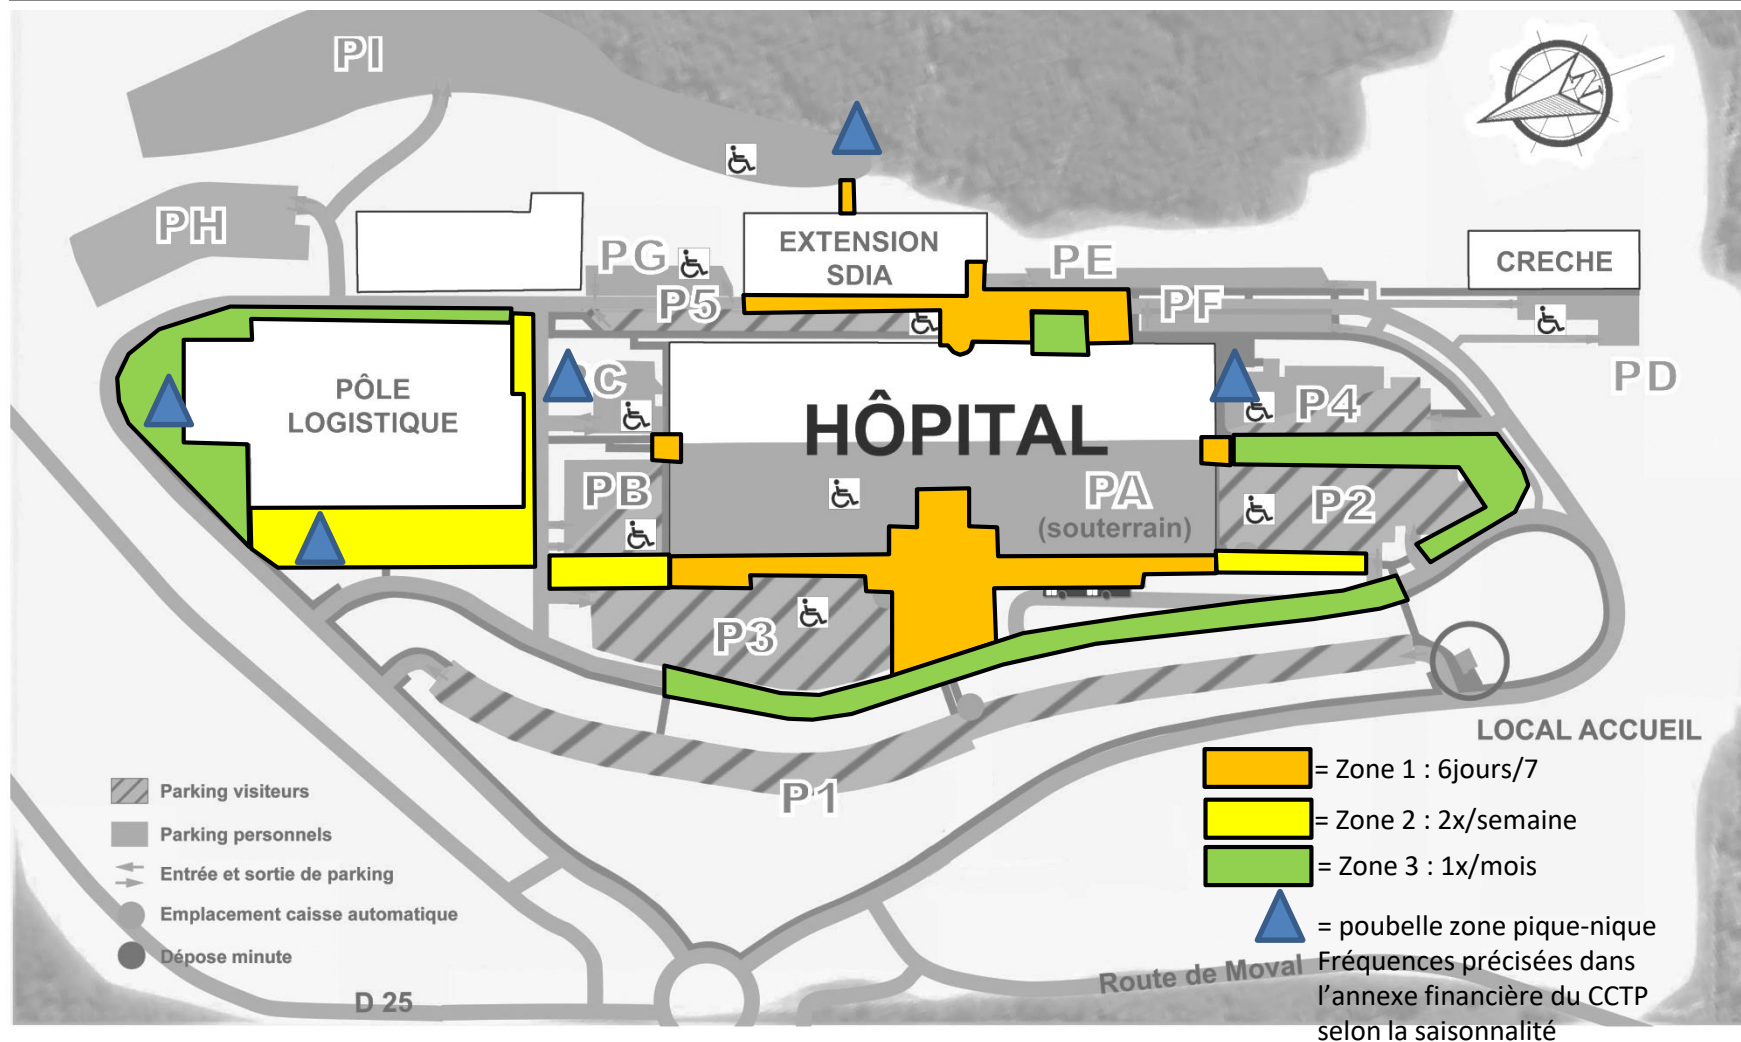 PI
N
PH
EXTENSION
SDIA
PG
PE
CRECHE
P5
PF
PÔLE
LOGISTIQUE
C
HÔPITAL
P4
PD
PB
PA
(souterrain)
P2
P3
LOCAL ACCUEIL
P1
Parking visiteurs
Parking personnels
Entrée et sortie de parking
Emplacement caisse automatique
Dépose minute
D 25
Route de Moval
= Zone 1 : 6jours/7
= Zone 2 : 2x/semaine
= Zone 3 : 1x/mois
= poubelle zone pique-nique
Fréquences précisées dans
l’annexe financière du CCTP
selon la saisonnalité